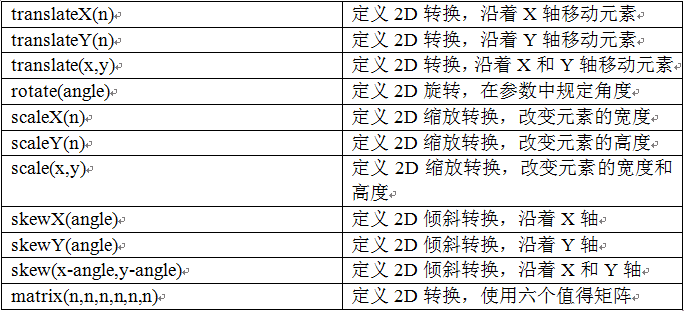 translateX(n) 定义 2D 转换，沿着 X 轴移动元素
translateY(n) 定义 2D 转换，沿着 Y 轴移动元素
translate(x,y) 定义 2D 转换，沿着 X 和 Y 轴移动元素
rotate(angle) 定义 2D 旋转，在参数中规定角度
scaleX(n) 定义 2D 缩放转换，改变元素的宽度
scaleY(n) 定义 2D 缩放转换，改变元素的高度
scale(x,y) 定义 2D 缩放转换，改变元素的宽度和
高度
skewX(angle) 定义 2D 倾斜转换，沿着 X 轴
skewY(angle) 定义 2D 倾斜转换，沿着 Y 轴
skew(x-angle,y-angle) 定义 2D 倾斜转换，沿着 X 和 Y 轴
matrix(n,n,n,n,n,n) 定义 2D 转换，使用六个值得矩阵